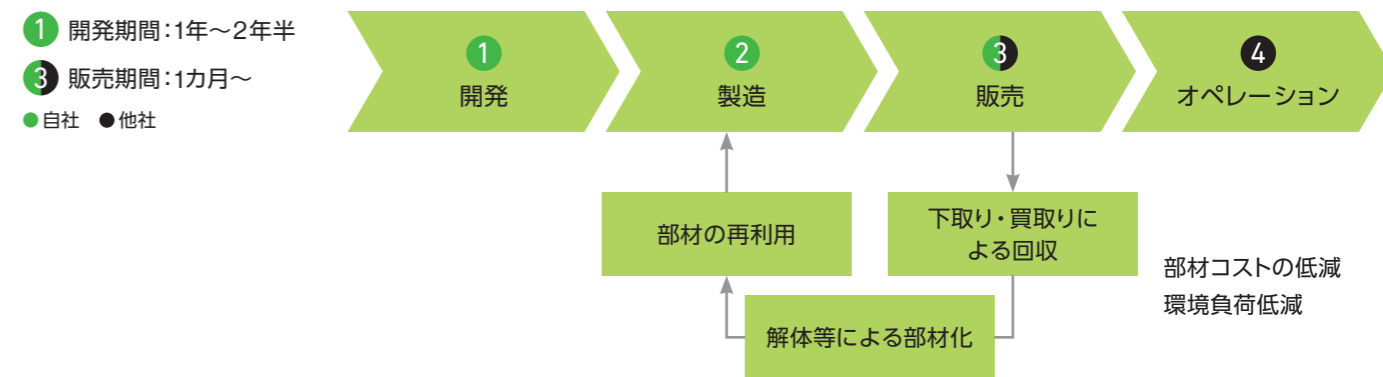 1 開発期間：1年～2年半
3 販売期間：1カ月～
●自社 ●他社
1
開発
2
製造
3
販売
4
オペレーション
部材の再利用
下取り・買取りに
よる回収
解体等による部材化
部材コストの低減
環境負荷低減